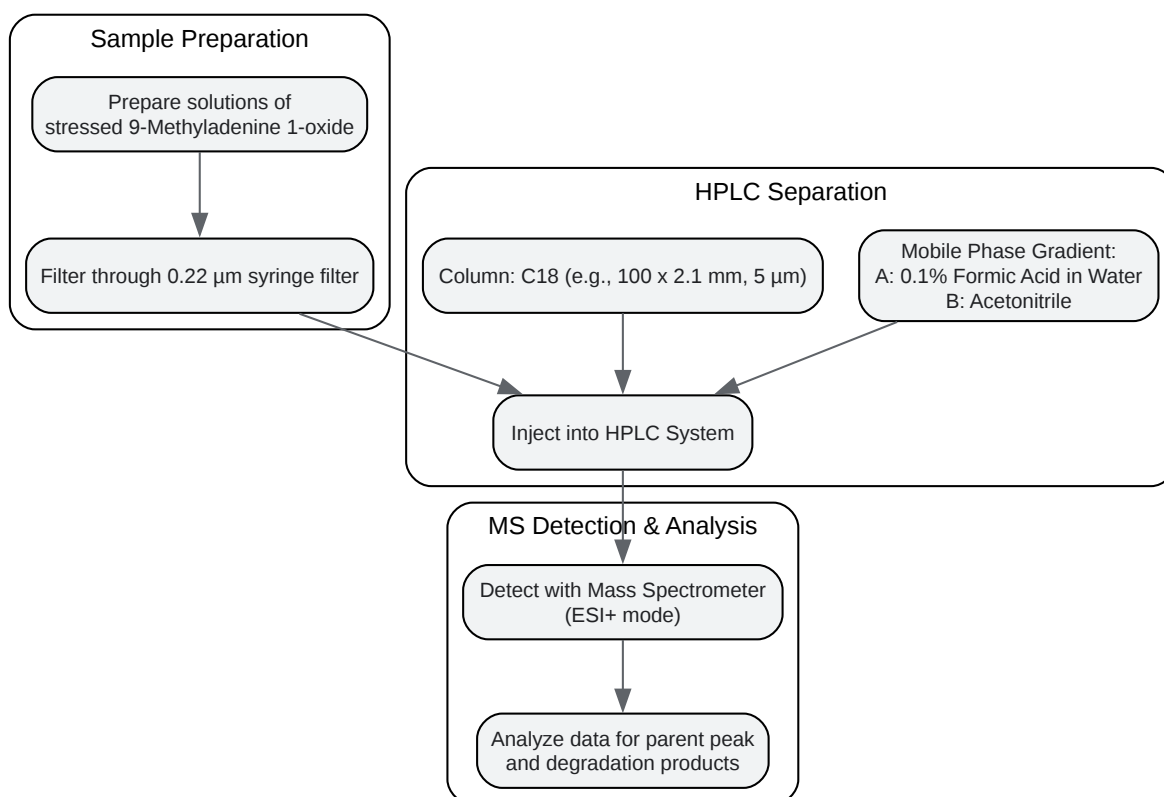 Sample Preparation
Prepare solutions of
stressed 9-Methyladenine 1-oxide
Filter through 0.22 µm syringe filter
HPLC Separation
Column: C18 (e.g., 100 x 2.1 mm, 5 µm)
Mobile Phase Gradient:
A: 0.1% Formic Acid in Water
B: Acetonitrile
Inject into HPLC System
MS Detection & Analysis
Detect with Mass Spectrometer
(ESI+ mode)
Analyze data for parent peak
and degradation products